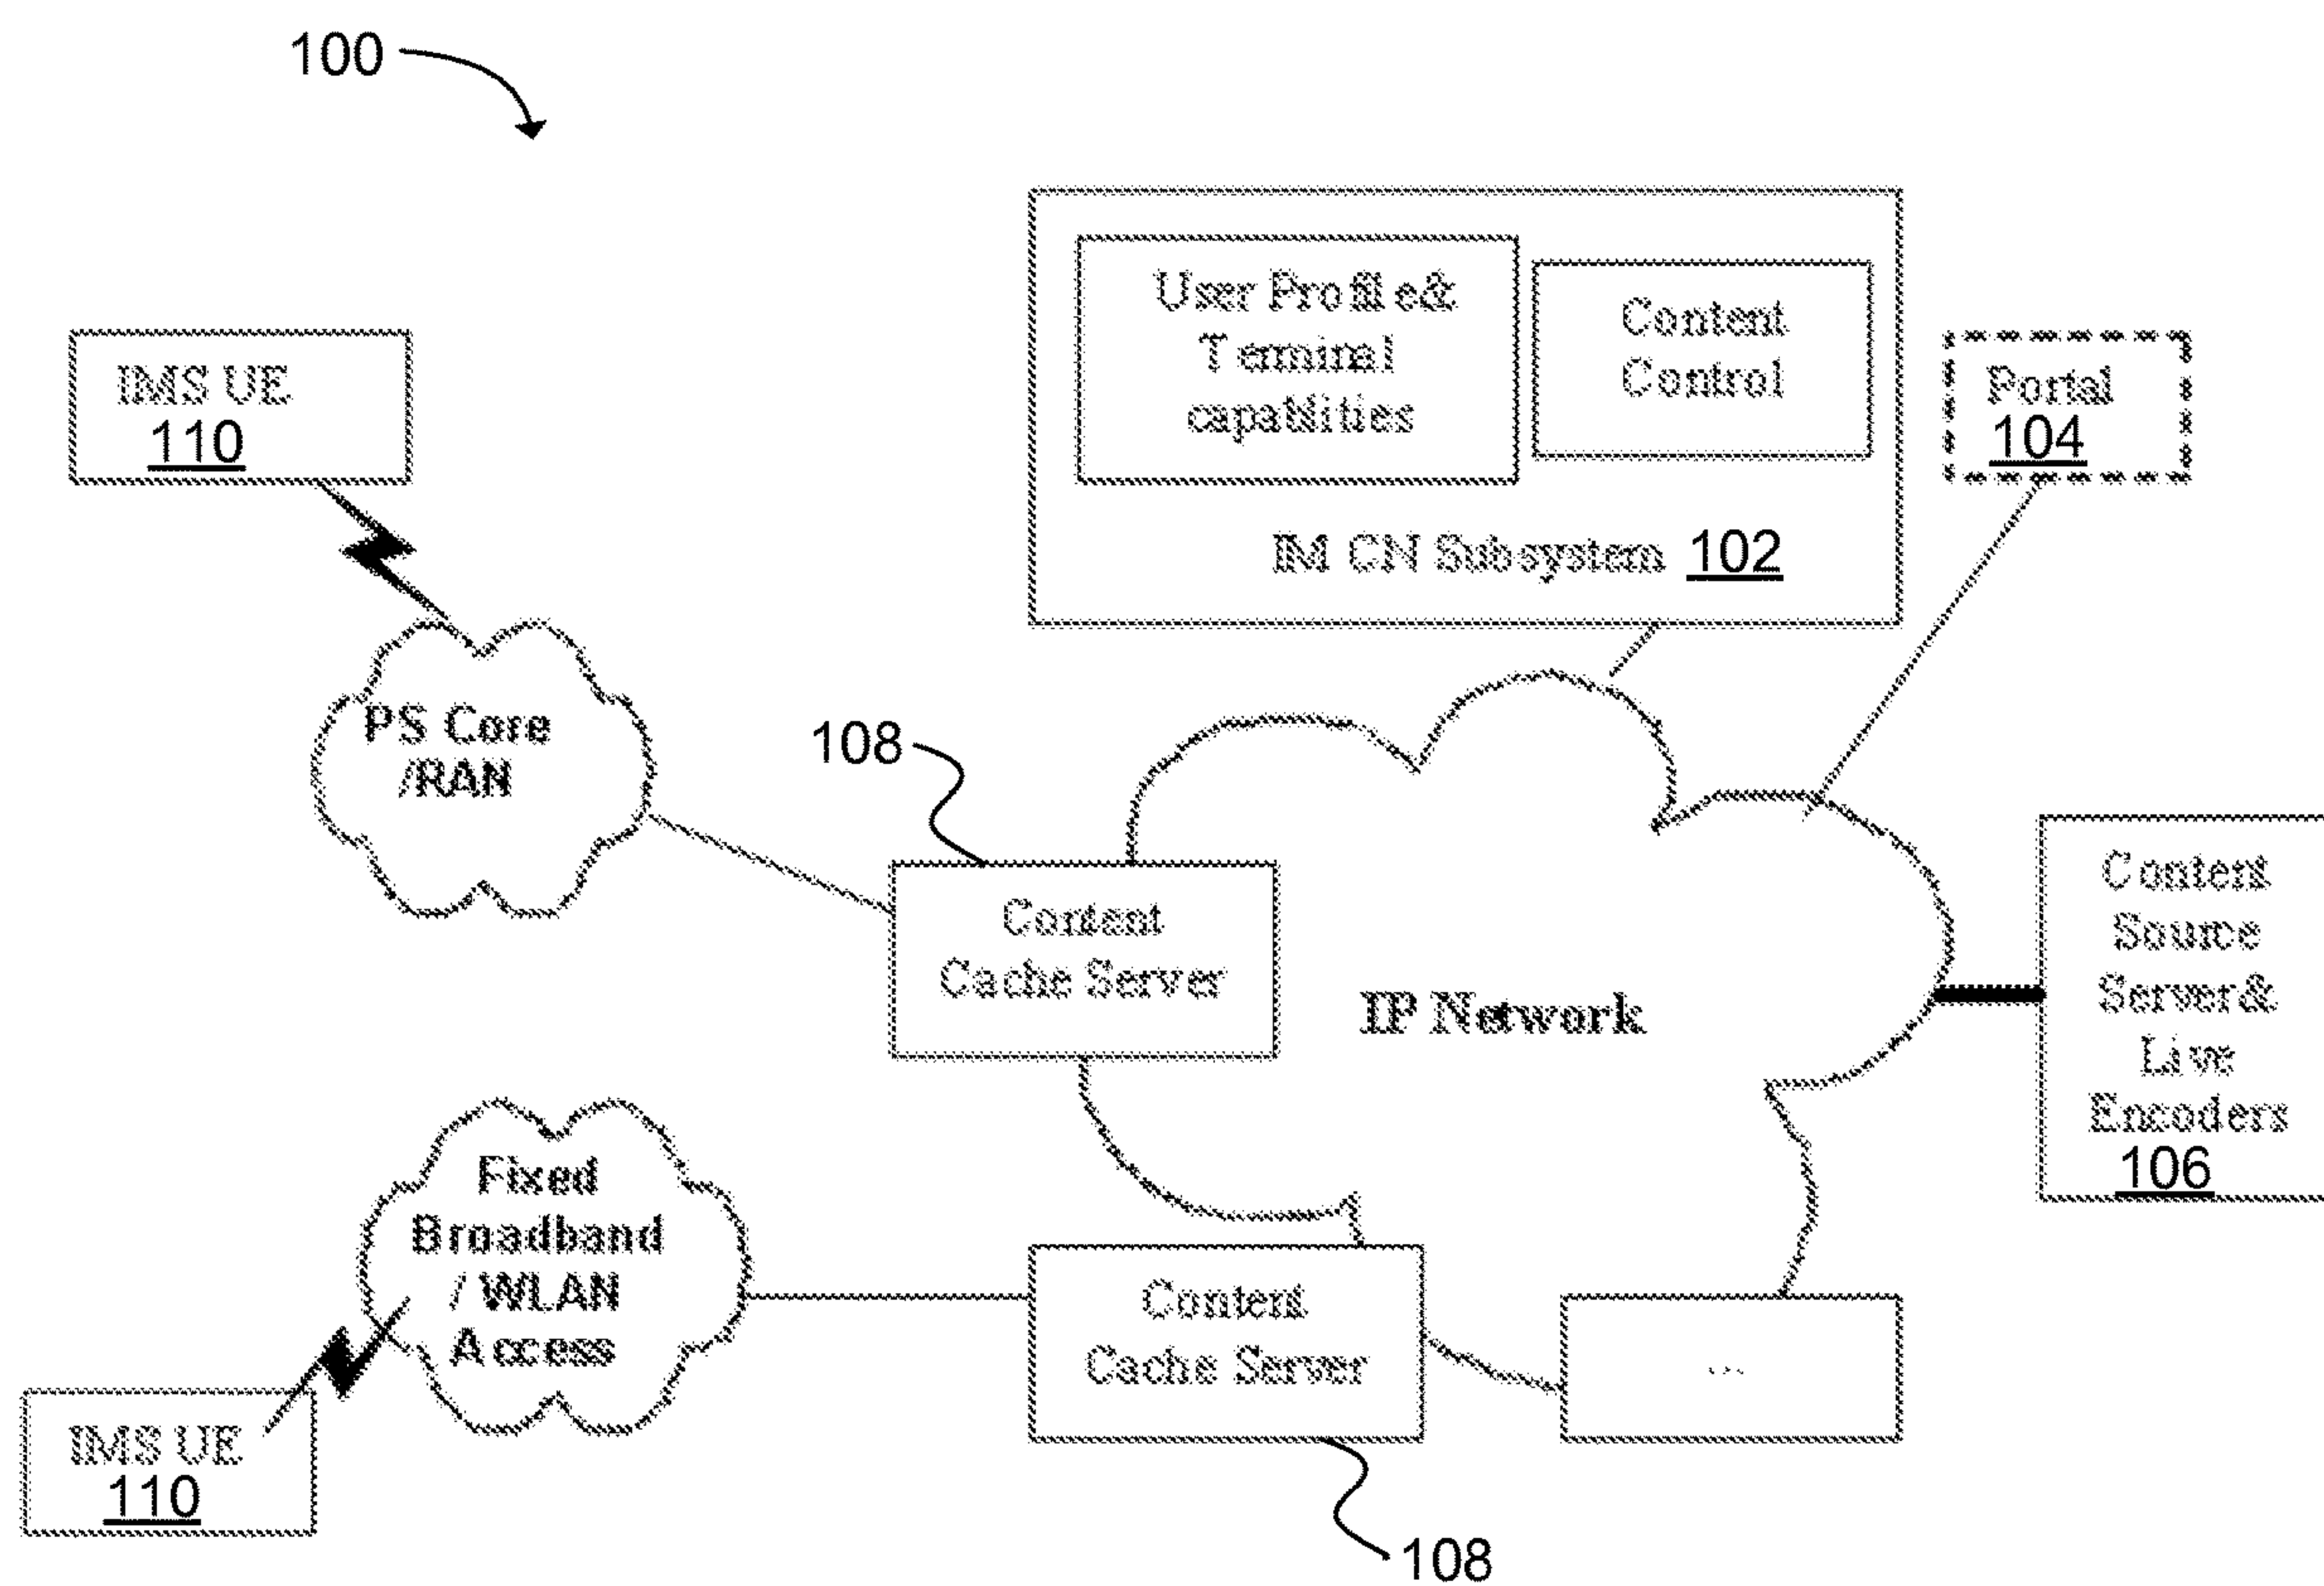 100
User Profile&
Terminal
capabilities
Content
Control
IM CN Subsystem 102
IMS UE
110
Portal
104
PS Core
/RAN
108
Content
Cache Server
IP Network
Content
Source
Server&
Live
Encoders
106
Fixed
Broadband
/ WLAN
Access
Content
Cache Server
...
IMS UE
110
108